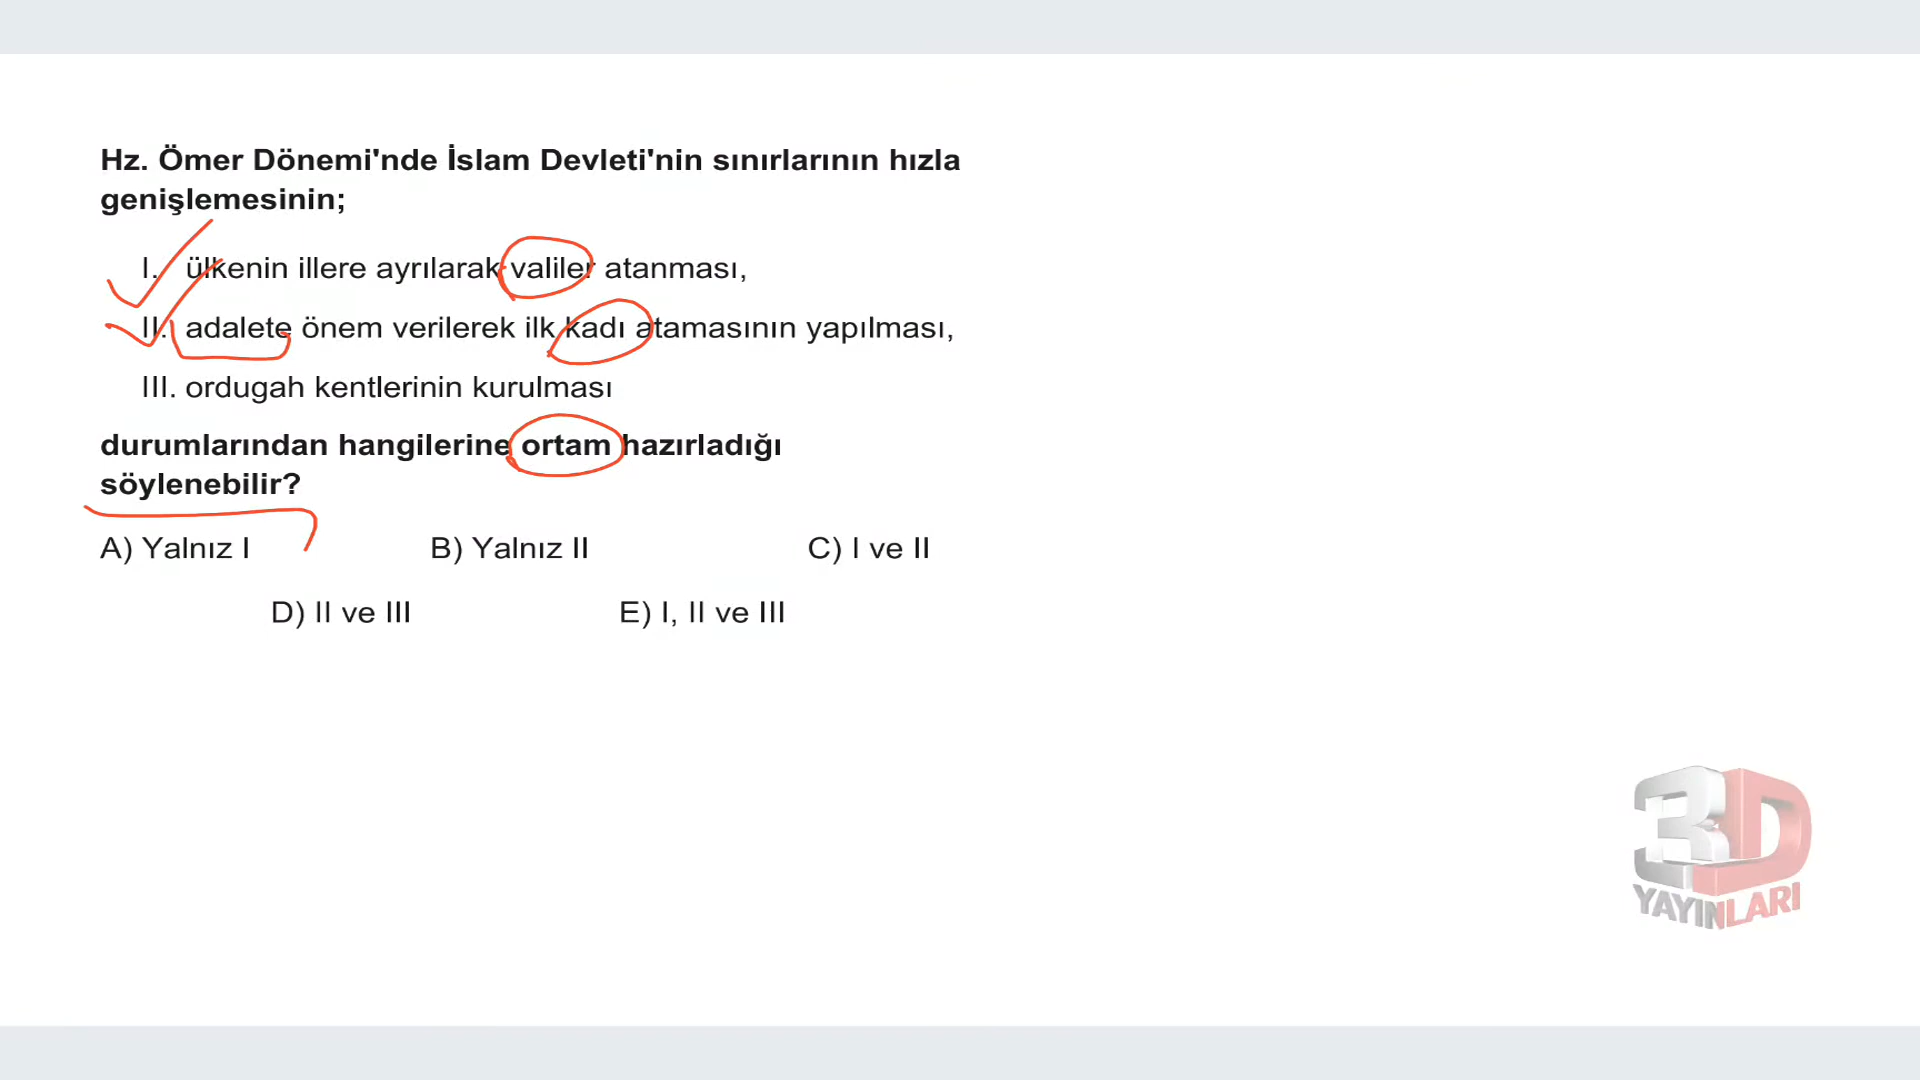 Hz. Ömer Dönemi'nde İslam Devleti'nin sınırlarının hızla
genişlemesinin;
I. ülkenin illere ayrılarak valiler atanması,
II. adalete önem verilerek ilk kadı atamasının yapılması,
III. ordugah kentlerinin kurulması
durumlarından hangilerine ortam hazırladığı
söylenebilir?
A) Yalnız I B) Yalnız II C) I ve II
D) II ve III E) I, II ve III
3D
YAYINLARI